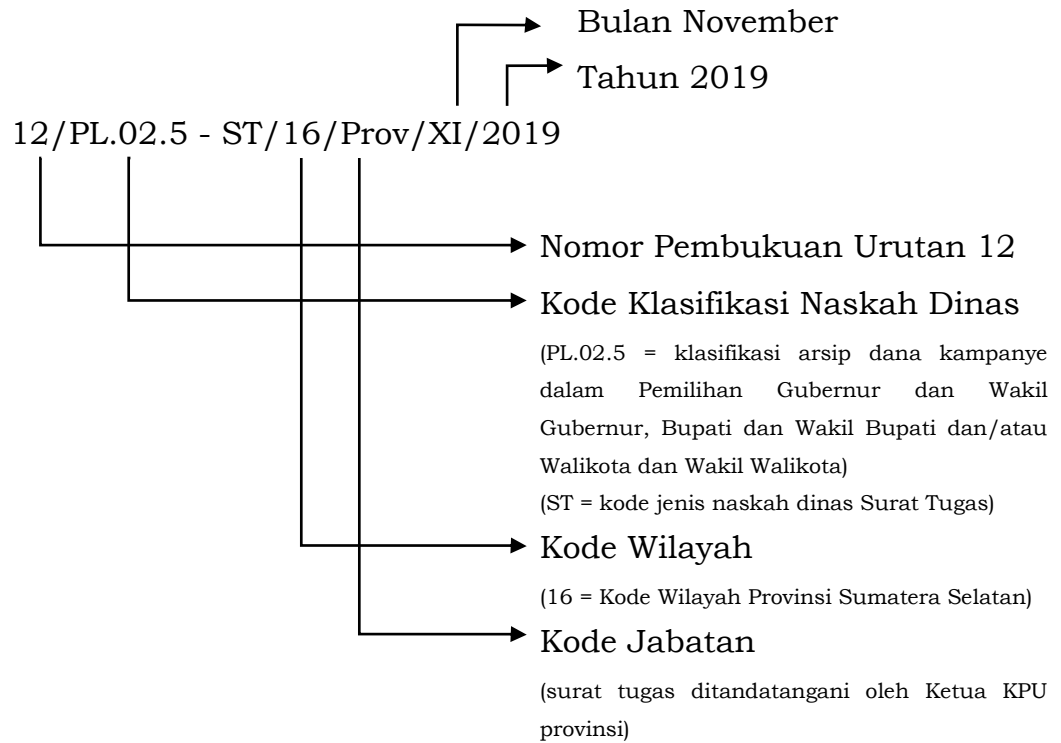 Bulan November
Tahun 2019
12/PL.02.5 - ST/16/Prov/XI/2019
Nomor Pembukuan Urutan 12
Kode Klasifikasi Naskah Dinas
(PL.02.5 = klasifikasi arsip dana kampanye
dalam Pemilihan Gubernur dan Wakil
Gubernur, Bupati dan Wakil Bupati dan/atau
Walikota dan Wakil Walikota)
(ST = kode jenis naskah dinas Surat Tugas)
Kode Wilayah
(16 = Kode Wilayah Provinsi Sumatera Selatan)
Kode Jabatan
(surat tugas ditandatangani oleh Ketua KPU
provinsi)